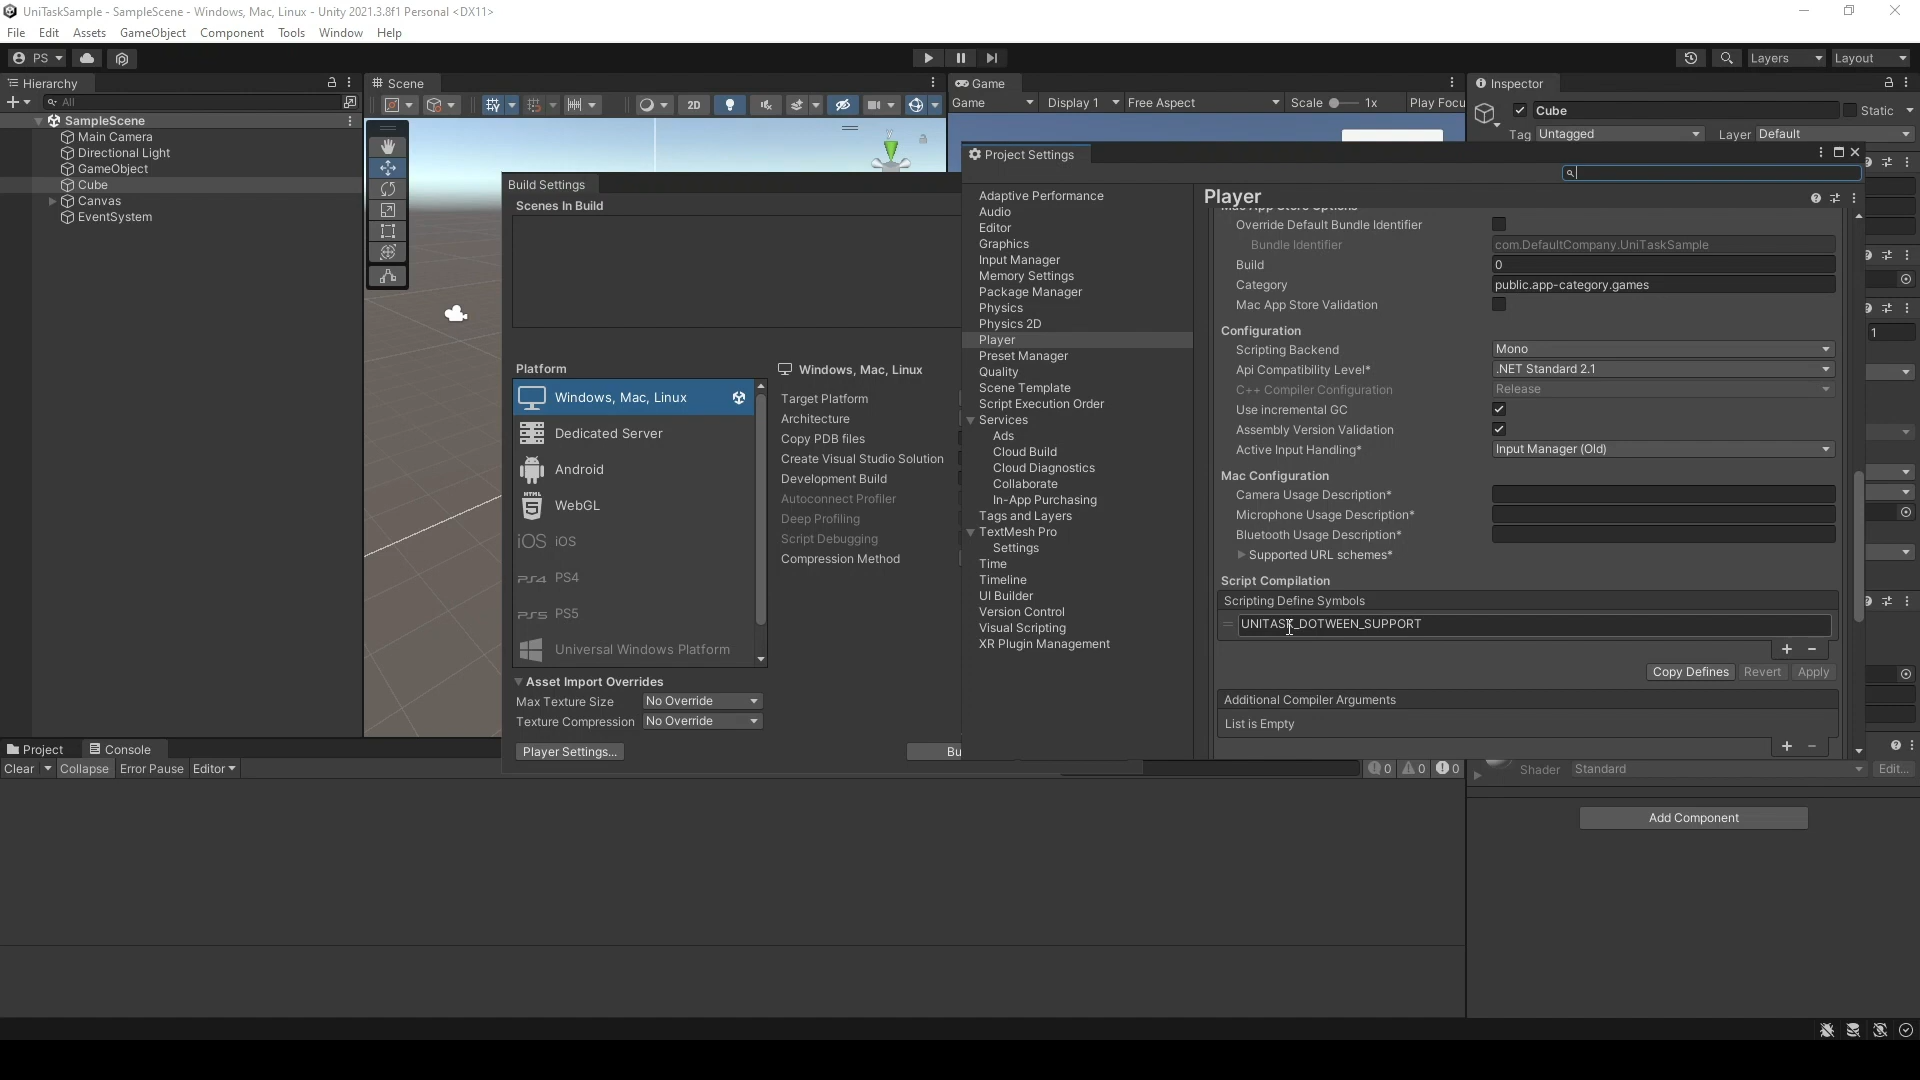 UniTaskSample - SampleScene - Windows, Mac, Linux - Unity 2021.3.8f1 Personal <DX11>
File Edit Assets GameObject Component Tools Window Help
PS
Layers
Layout
Hierarchy
All
SampleScene
Main Camera
Directional Light
GameObject
Cube
Canvas
EventSystem
Scene
2D
y
Game
Game
Display 1
Free Aspect
Scale
1x
Play Focu
Inspector
Cube
Static
Tag
Untagged
Layer
Default
1
Build Settings
Scenes In Build
Platform
Windows, Mac, Linux
Dedicated Server
Android
WebGL
iOS iOS
PS4 PS4
PS5 PS5
Universal Windows Platform
Asset Import Overrides
Max Texture Size
No Override
Texture Compression
No Override
Player Settings...
Windows, Mac, Linux
Target Platform
Architecture
Copy PDB files
Create Visual Studio Solution
Development Build
Autoconnect Profiler
Deep Profiling
Script Debugging
Compression Method
Bu
Project Settings
Adaptive Performance
Audio
Editor
Graphics
Input Manager
Memory Settings
Package Manager
Physics
Physics 2D
Player
Preset Manager
Quality
Scene Template
Script Execution Order
Services
Ads
Cloud Build
Cloud Diagnostics
Collaborate
In-App Purchasing
Tags and Layers
TextMesh Pro
Settings
Time
Timeline
UI Builder
Version Control
Visual Scripting
XR Plugin Management
Player
Mac App Store Options
Override Default Bundle Identifier
Bundle Identifier
com.DefaultCompany.UniTaskSample
Build
0
Category
public.app-category.games
Mac App Store Validation
Configuration
Scripting Backend
Mono
Api Compatibility Level*
.NET Standard 2.1
C++ Compiler Configuration
Release
Use incremental GC
Assembly Version Validation
Active Input Handling*
Input Manager (Old)
Mac Configuration
Camera Usage Description*
Microphone Usage Description*
Bluetooth Usage Description*
Supported URL schemes*
Script Compilation
Scripting Define Symbols
UNITASK_DOTWEEN_SUPPORT
Copy Defines
Revert
Apply
Additional Compiler Arguments
List is Empty
Project
Console
Clear
Collapse
Error Pause
Editor
0
0
0
Shader
Standard
Edit...
Add Component